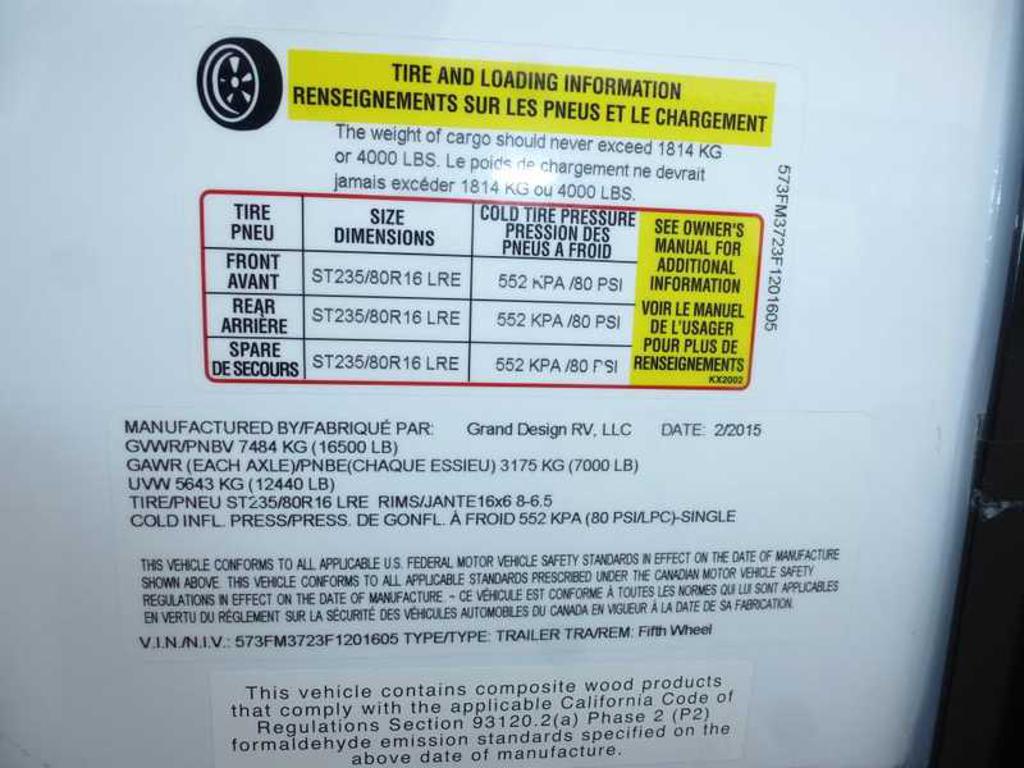 TIRE AND LOADING INFORMATION
RENSEIGNEMENTS SUR LES PNEUS ET LE CHARGEMENT
The weight of cargo should never exceed 1814 KG
or 4000 LBS. Le poids de chargement ne devrait
jamais excéder 1814 KG ou 4000 LBS.
TIRE PNEU SIZE DIMENSIONS COLD TIRE PRESSURE PRESSION DES PNEUS A FROID
FRONT AVANT ST235/80R16 LRE 552 KPA /80 PSI
REAR ARRIÈRE ST235/80R16 LRE 552 KPA /80 PSI
SPARE DE SECOURS ST235/80R16 LRE 552 KPA /80 PSI
SEE OWNER'S
MANUAL FOR
ADDITIONAL
INFORMATION
VOIR LE MANUEL
DE L'USAGER
POUR PLUS DE
RENSEIGNEMENTS
KX2002
573FM3723F1201605
MANUFACTURED BY/FABRIQUÉ PAR: Grand Design RV, LLC DATE: 2/2015
GVWR/PNBV 7484 KG (16500 LB)
GAWR (EACH AXLE)/PNBE(CHAQUE ESSIEU) 3175 KG (7000 LB)
UVW 5643 KG (12440 LB)
TIRE/PNEU ST235/80R16 LRE RIMS/JANTE16x6 8-6.5
COLD INFL. PRESS/PRESS. DE GONFL. À FROID 552 KPA (80 PSI/LPC)-SINGLE
THIS VEHICLE CONFORMS TO ALL APPLICABLE U.S. FEDERAL MOTOR VEHICLE SAFETY STANDARDS IN EFFECT ON THE DATE OF MANUFACTURE
SHOWN ABOVE. THIS VEHICLE CONFORMS TO ALL APPLICABLE STANDARDS PRESCRIBED UNDER THE CANADIAN MOTOR VEHICLE SAFETY
REGULATIONS IN EFFECT ON THE DATE OF MANUFACTURE - CE VÉHICULE EST CONFORME À TOUTES LES NORMES QUI LUI SONT APPLICABLES
EN VERTU DU RÈGLEMENT SUR LA SÉCURITÉ DES VÉHICULES AUTOMOBILES DU CANADA EN VIGUEUR À LA DATE DE SA FABRICATION.
V.I.N./N.I.V.: 573FM3723F1201605 TYPE/TYPE: TRAILER TRA/REM: Fifth Wheel
This vehicle contains composite wood products
that comply with the applicable California Code of
Regulations Section 93120.2(a) Phase 2 (P2)
formaldehyde emission standards specified on the
above date of manufacture.